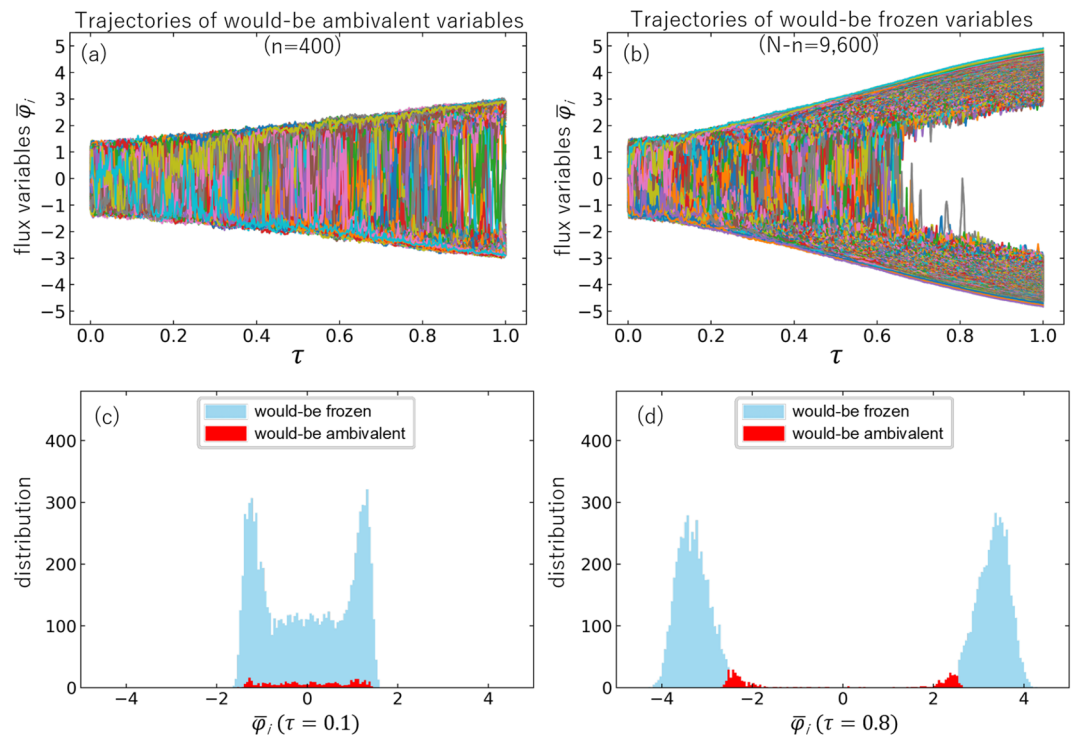 Trajectories of would-be ambivalent variables
(n=400)
(a)
flux variables φ̅ᵢ
5
4
3
2
1
0
−1
−2
−3
−4
−5
0.0 0.2 0.4 0.6 0.8 1.0
τ
Trajectories of would-be frozen variables
(N-n=9,600)
(b)
flux variables φ̅ᵢ
5
4
3
2
1
0
−1
−2
−3
−4
−5
0.0 0.2 0.4 0.6 0.8 1.0
τ
(c)
would-be frozen
would-be ambivalent
distribution
400
300
200
100
0
−4 −2 0 2 4
φ̅ᵢ (τ = 0.1)
(d)
would-be frozen
would-be ambivalent
distribution
400
300
200
100
0
−4 −2 0 2 4
φ̅ᵢ (τ = 0.8)